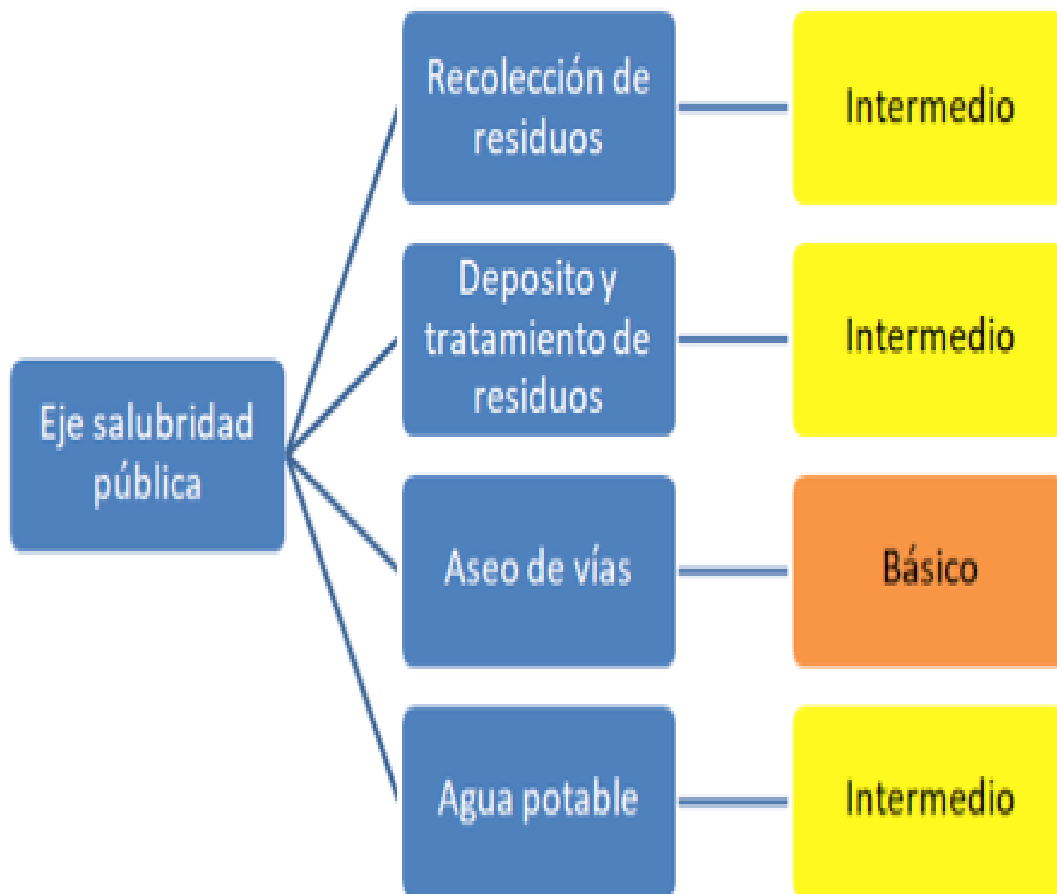 Recolección de
residuos
Intermedio
Deposito y
tratamiento de
residuos
Intermedio
Eje salubridad
pública
Aseo de vías
Básico
Agua potable
Intermedio